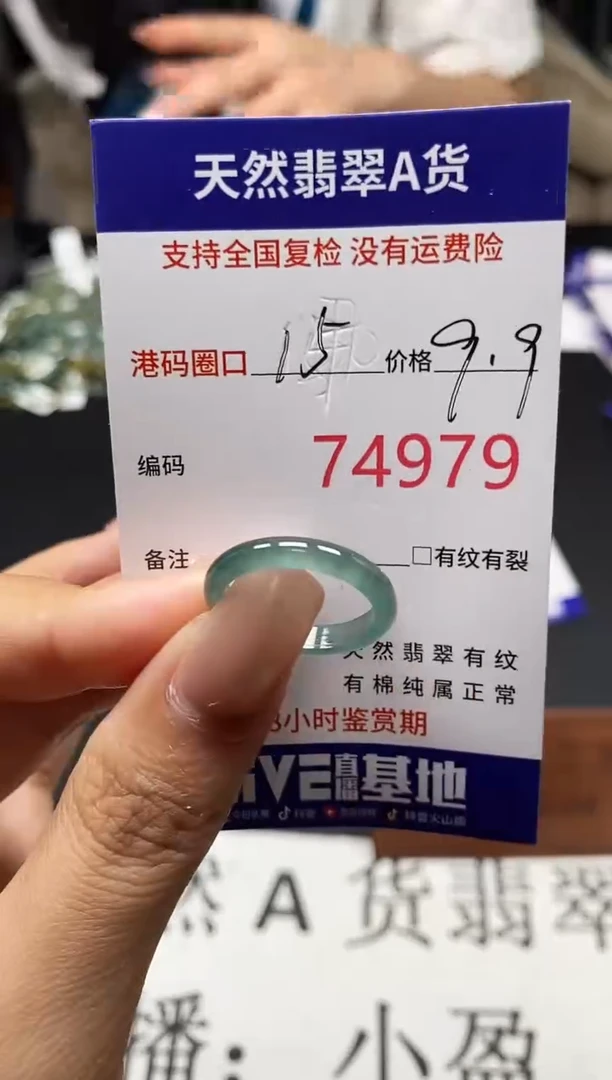 天然翡翠A货
支持全国复检 没有运费险
港码圈口 15 价格 9.9
编码 74979
备注 □有纹有裂
天然翡翠有纹
有棉纯属正常
小时鉴赏期
直播基地
然A货翡翠
播：小盈